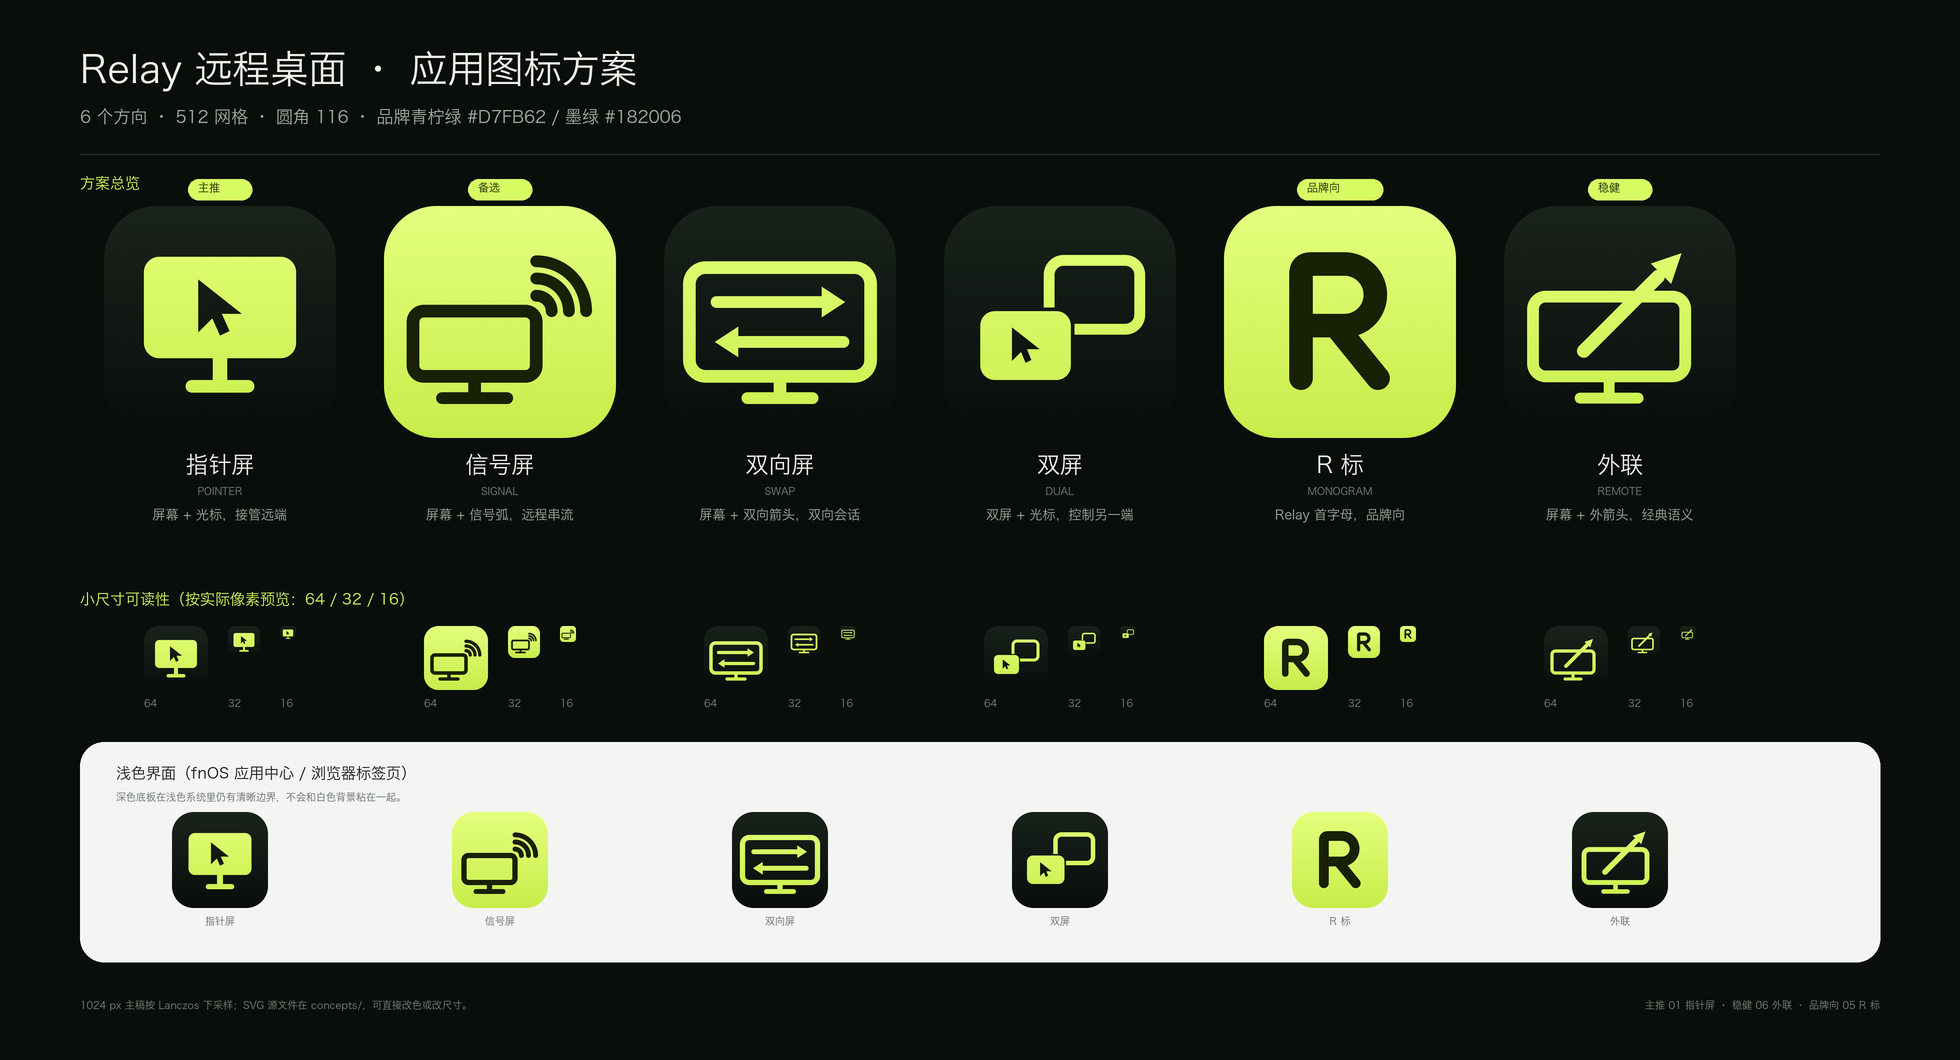 Relay 远程桌面 · 应用图标方案
6 个方向 · 512 网格 · 圆角 116 · 品牌青柠绿 #D7FB62 / 墨绿 #182006
方案总览
主推
备选
品牌向
稳健
R
指针屏
POINTER
屏幕 + 光标，接管远端
信号屏
SIGNAL
屏幕 + 信号弧，远程串流
双向屏
SWAP
屏幕 + 双向箭头，双向会话
双屏
DUAL
双屏 + 光标，控制另一端
R 标
MONOGRAM
Relay 首字母，品牌向
外联
REMOTE
屏幕 + 外箭头，经典语义
小尺寸可读性（按实际像素预览：64 / 32 / 16）
R R R
64 32 16
64 32 16
64 32 16
64 32 16
64 32 16
64 32 16
浅色界面（fnOS 应用中心 / 浏览器标签页）
深色底板在浅色系统里仍有清晰边界，不会和白色背景粘在一起。
R
指针屏
信号屏
双向屏
双屏
R 标
外联
1024 px 主稿按 Lanczos 下采样；SVG 源文件在 concepts/，可直接改色或改尺寸。
主推 01 指针屏 · 稳健 06 外联 · 品牌向 05 R 标